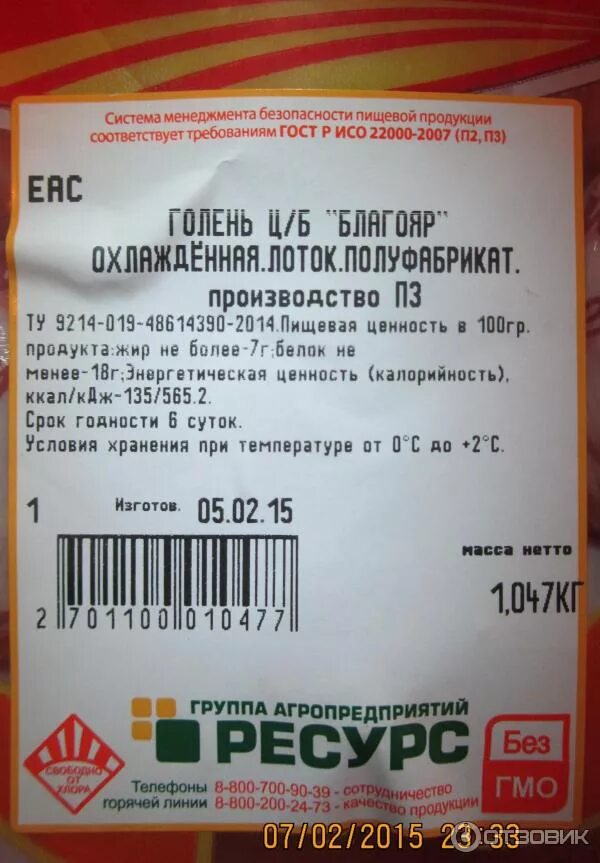 Система менеджмента безопасности пищевой продукции
соответствует требованиям ГОСТ Р ИСО 22000-2007 (П2, П3)
ЕАС
ГОЛЕНЬ Ц/Б "БЛАГОЯР"
ОХЛАЖДЁННАЯ.ЛОТОК.ПОЛУФАБРИКАТ.
производство П3
ТУ 9214-019-48614390-2014.Пищевая ценность в 100гр.
продукта:жир не более-7г;белок не
менее-18г;Энергетическая ценность (калорийность),
ккал/кДж-135/565.2.
Срок годности 6 суток.
Условия хранения при температуре от 0°С до +2°С.
1 Изготов. 05.02.15
масса нетто
1,047КГ
2 701100 010477
ГРУППА АГРОПРЕДПРИЯТИЙ
РЕСУРС
СВОБОДНО
ОТ
ХЛОРА
Без
ГМО
Телефоны 8-800-700-90-39 - сотрудничество
горячей линии 8-800-200-24-73 - качество продукции
07/02/2015 23:33
ОТЗОВИК